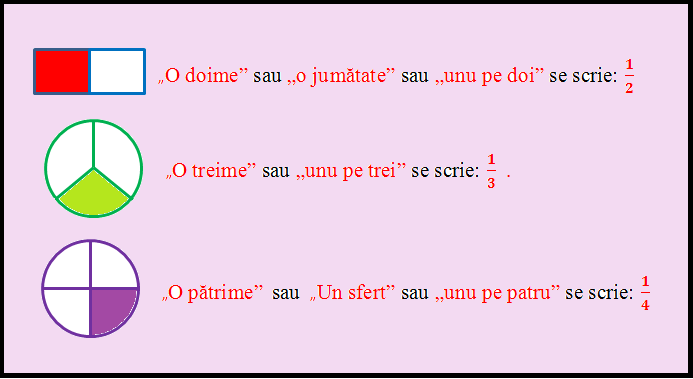 „O doime” sau „o jumătate” sau „unu pe doi” se scrie: 1/2
„O treime” sau „unu pe trei” se scrie: 1/3 .
„O pătrime” sau „Un sfert” sau „unu pe patru” se scrie: 1/4